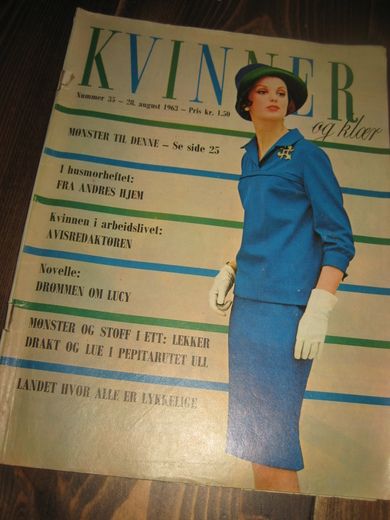 KVINNER
og klær
Nummer 35 – 28. august 1963 – Pris kr. 1.50
MØNSTER TIL DENNE – Se side 25
I husmorheftet:
FRA ANDRES HJEM
Kvinnen i arbeidslivet:
AVISREDAKTØREN
Novelle:
DRØMMEN OM LUCY
MØNSTER OG STOFF I ETT: LEKKER
DRAKT OG LUE I PEPITARUTET ULL
LANDET HVOR ALLE ER LYKKELIGE